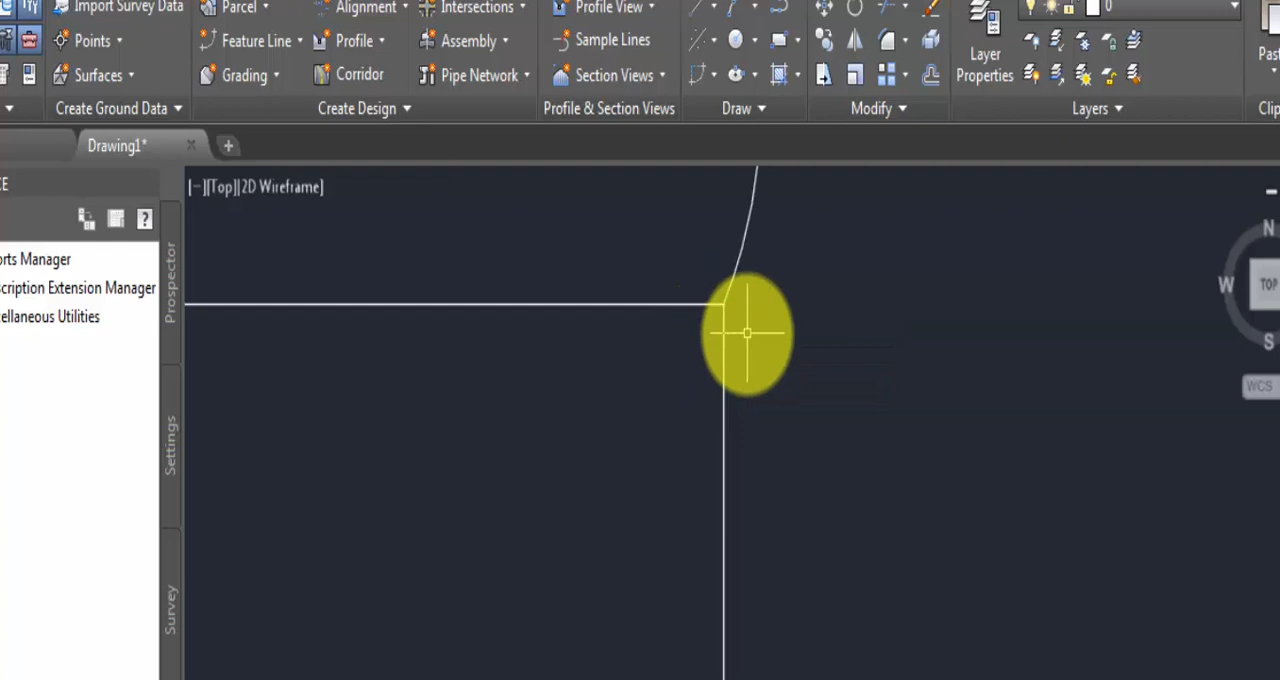 Import Survey Data
Parcel
Alignment
Intersections
Profile View
0
Points
Feature Line
Profile
Assembly
Sample Lines
Layer
Properties
Surfaces
Grading
Corridor
Pipe Network
Section Views
Create Ground Data
Create Design
Profile & Section Views
Draw
Modify
Layers
Drawing1*
[−][Top][2D Wireframe]
?
orts Manager
scription Extension Manager
ellaneous Utilities
Prospector
Settings
Survey
N
W
TOP
S
WCS